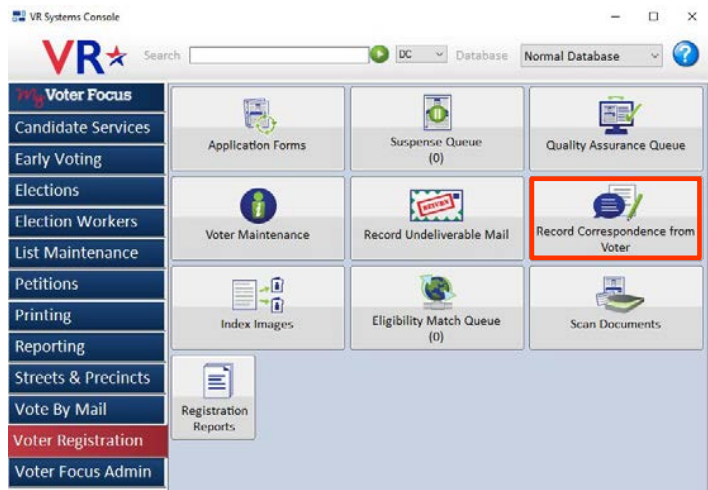 VR Systems Console
VR
Search
DC
Database
Normal Database
?
My Voter Focus
Candidate Services
Early Voting
Elections
Election Workers
List Maintenance
Petitions
Printing
Reporting
Streets & Precincts
Vote By Mail
Voter Registration
Voter Focus Admin
Application Forms
Suspense Queue
(0)
Quality Assurance Queue
Voter Maintenance
RETURN
Record Undeliverable Mail
Record Correspondence from
Voter
Index Images
Eligibility Match Queue
(0)
Scan Documents
Registration
Reports